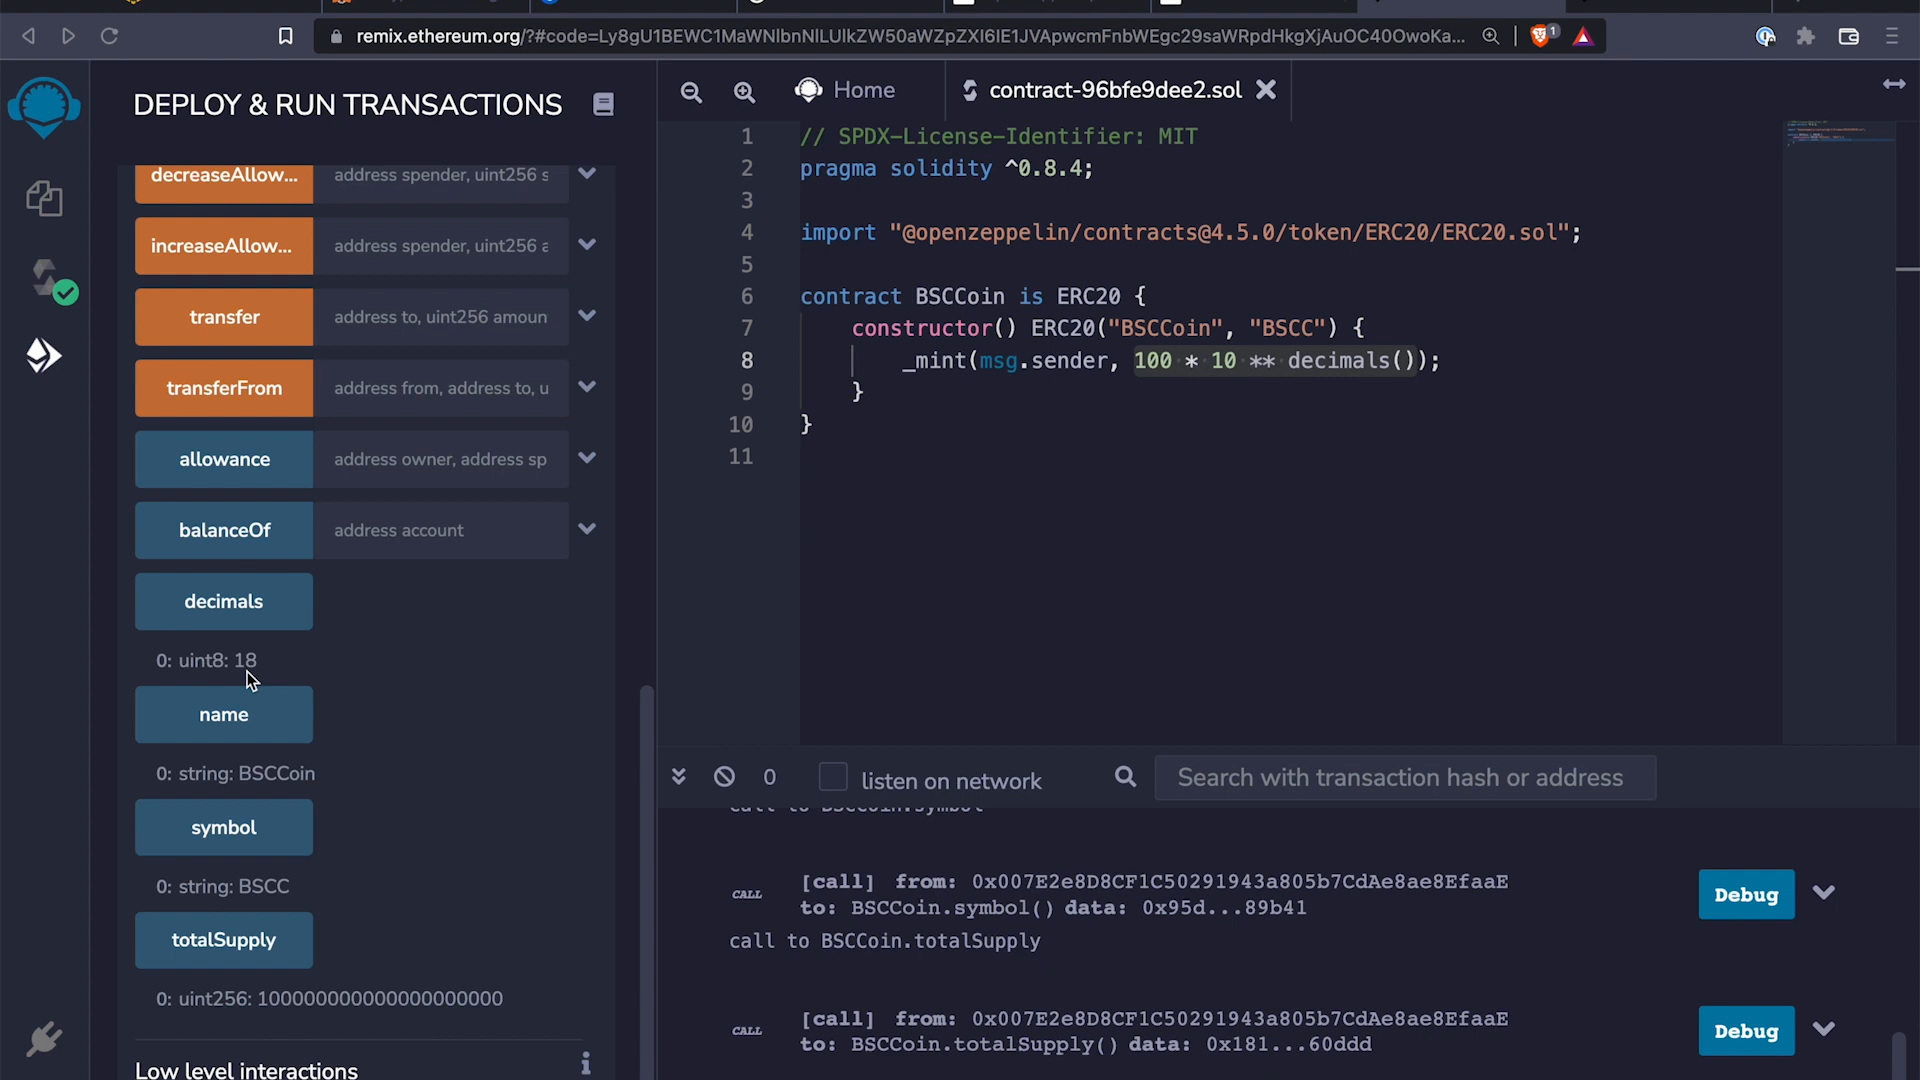 remix.ethereum.org/?#code=Ly8gU1BEWC1MaWNlbnNlLUlkZW50aWZpZXI6IE1JVApwcmFnbWEgc29saWRpdHkgXjAuOC40OwoKa...
1
DEPLOY & RUN TRANSACTIONS
decreaseAllow...
address spender, uint256 s
increaseAllow...
address spender, uint256 a
transfer
address to, uint256 amoun
transferFrom
address from, address to, u
allowance
address owner, address sp
balanceOf
address account
decimals
0: uint8: 18
name
0: string: BSCCoin
symbol
0: string: BSCC
totalSupply
0: uint256: 100000000000000000000
Low level interactions
Home
contract-96bfe9dee2.sol
1 // SPDX-License-Identifier: MIT
2 pragma solidity ^0.8.4;
3
4 import "@openzeppelin/contracts@4.5.0/token/ERC20/ERC20.sol";
5
6 contract BSCCoin is ERC20 {
7 constructor() ERC20("BSCCoin", "BSCC") {
8 _mint(msg.sender, 100 * 10 ** decimals());
9 }
10 }
11
0
listen on network
Search with transaction hash or address
call to BSCCoin.symbol
CALL [call] from: 0x007E2e8D8CF1C50291943a805b7CdAe8ae8EfaaE
to: BSCCoin.symbol() data: 0x95d...89b41
Debug
call to BSCCoin.totalSupply
CALL [call] from: 0x007E2e8D8CF1C50291943a805b7CdAe8ae8EfaaE
to: BSCCoin.totalSupply() data: 0x181...60ddd
Debug